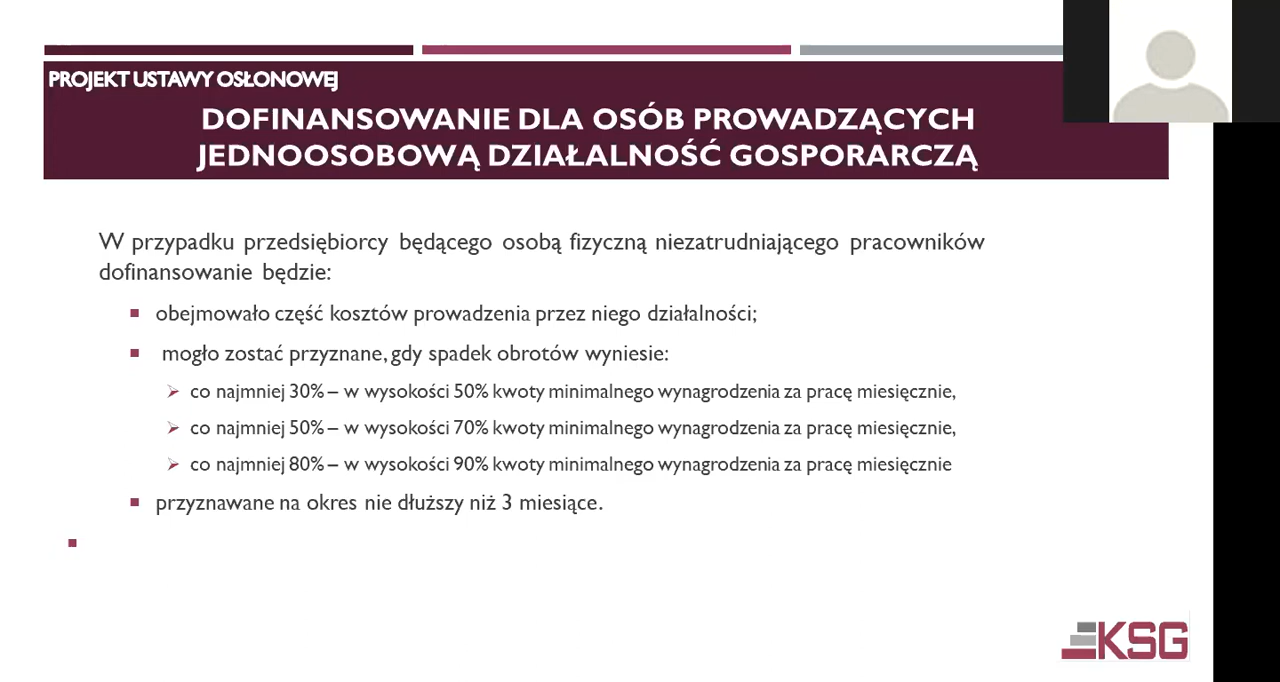 PROJEKT USTAWY OSŁONOWEJ
DOFINANSOWANIE DLA OSÓB PROWADZĄCYCH
JEDNOOSOBOWĄ DZIAŁALNOŚĆ GOSPORARCZĄ
W przypadku przedsiębiorcy będącego osobą fizyczną niezatrudniającego pracowników
dofinansowanie będzie:
obejmowało część kosztów prowadzenia przez niego działalności;
mogło zostać przyznane, gdy spadek obrotów wyniesie:
co najmniej 30% – w wysokości 50% kwoty minimalnego wynagrodzenia za pracę miesięcznie,
co najmniej 50% – w wysokości 70% kwoty minimalnego wynagrodzenia za pracę miesięcznie,
co najmniej 80% – w wysokości 90% kwoty minimalnego wynagrodzenia za pracę miesięcznie
przyznawane na okres nie dłuższy niż 3 miesiące.
KSG